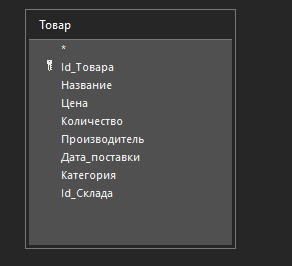 Товар
*
Id_Товара
Название
Цена
Количество
Производитель
Дата_поставки
Категория
Id_Склада